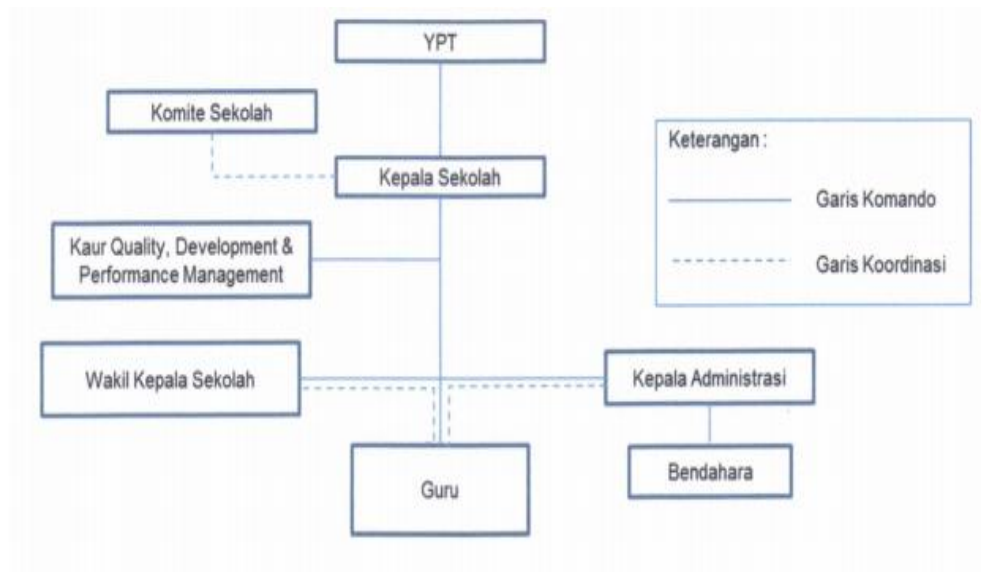 YPT
Komite Sekolah
Keterangan :
Kepala Sekolah
Garis Komando
Kaur Quality, Development &
Performance Management
Garis Koordinasi
Wakil Kepala Sekolah
Kepala Administrasi
Bendahara
Guru